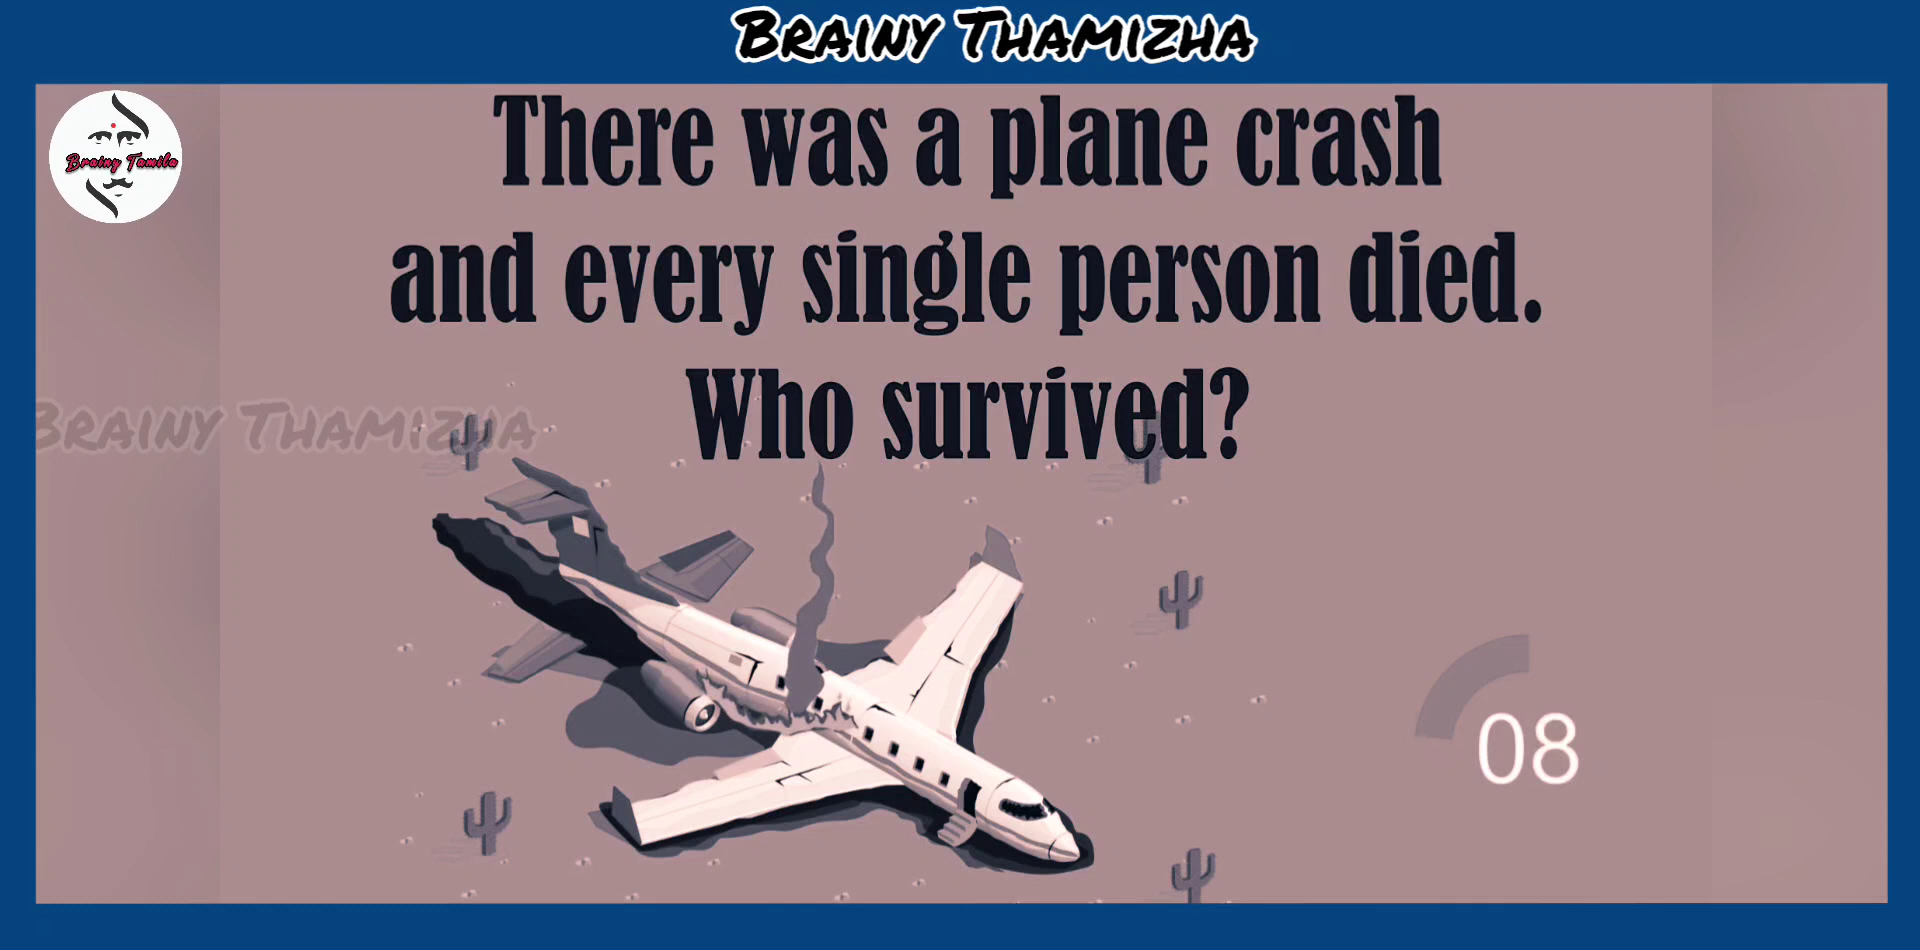 Brainy Thamizha
Brainy Tamila
There was a plane crash
and every single person died.
Who survived?
Brainy Thamizha
08